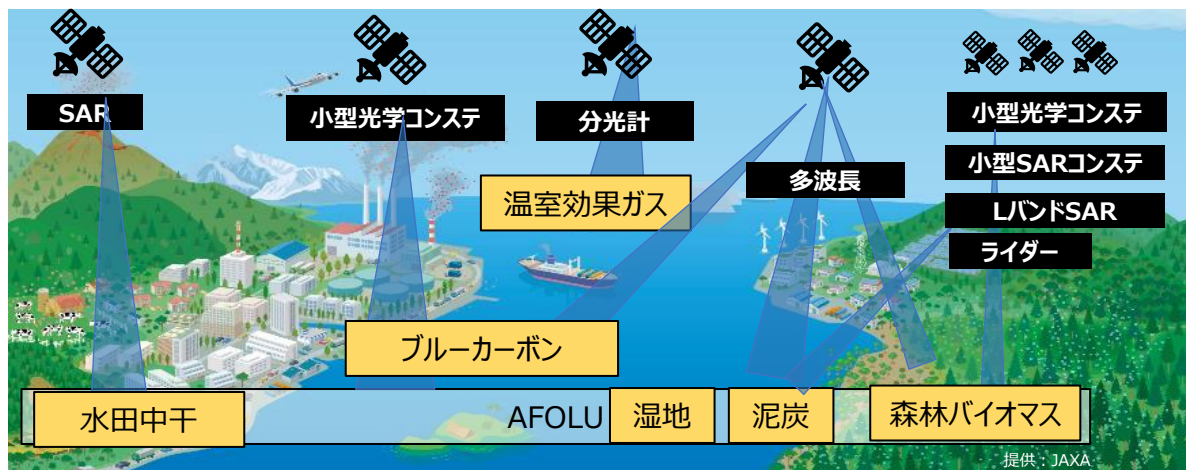 SAR
小型光学コンステ
分光計
小型光学コンステ
小型SARコンステ
LバンドSAR
ライダー
多波長
温室効果ガス
ブルーカーボン
水田中干
AFOLU
湿地
泥炭
森林バイオマス
提供：JAXA